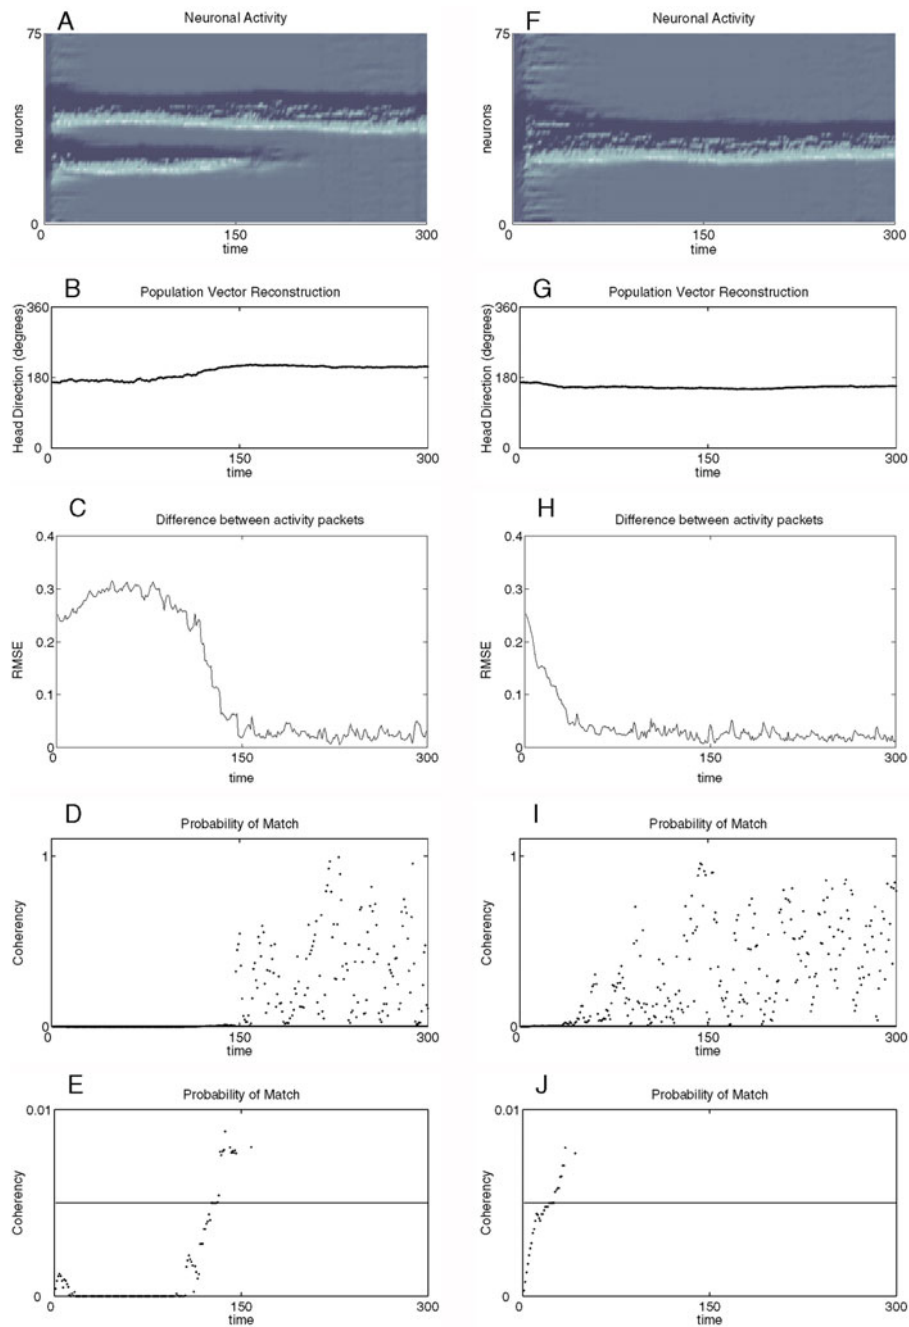 A
Neuronal Activity
75
neurons
0
0
150
300
time
B
Population Vector Reconstruction
360
Head Direction (degrees)
180
0
0
150
300
time
C
Difference between activity packets
0.4
0.3
RMSE
0.2
0.1
0
150
300
time
D
Probability of Match
1
Coherency
0
0
150
300
time
E
Probability of Match
0.01
Coherency
0
0
150
300
time
F
Neuronal Activity
75
neurons
0
0
150
300
time
G
Population Vector Reconstruction
360
Head Direction (degrees)
180
0
0
150
300
time
H
Difference between activity packets
0.4
0.3
RMSE
0.2
0.1
0
150
300
time
I
Probability of Match
1
Coherency
0
0
150
300
time
J
Probability of Match
0.01
Coherency
0
0
150
300
time